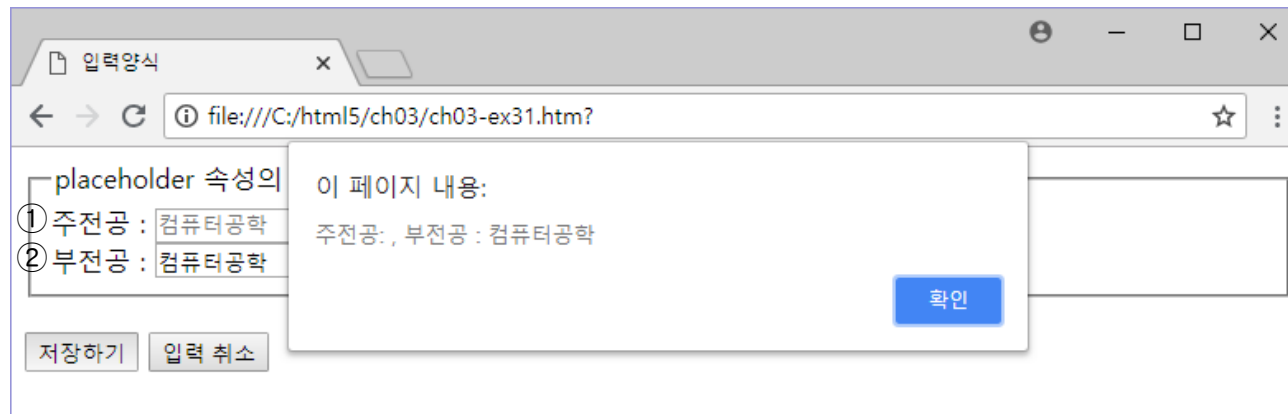 입력양식
file:///C:/html5/ch03/ch03-ex31.htm?
placeholder 속성의
① 주전공 : 컴퓨터공학
② 부전공 : 컴퓨터공학
이 페이지 내용:
주전공: , 부전공 : 컴퓨터공학
확인
저장하기 입력 취소